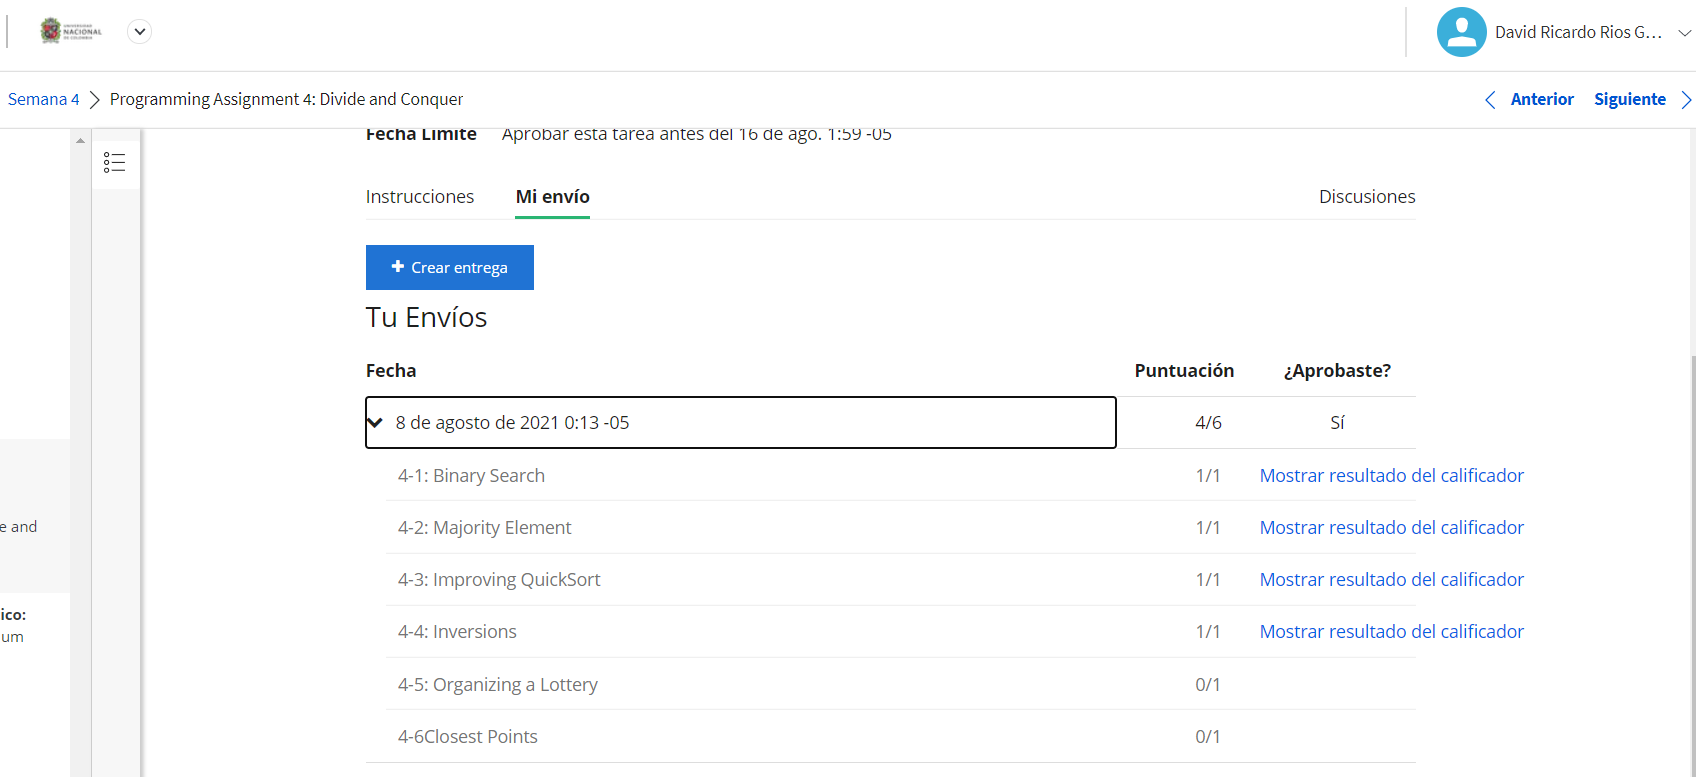 UNIVERSIDAD
NACIONAL
DE COLOMBIA
David Ricardo Rios G...
Semana 4
Programming Assignment 4: Divide and Conquer
Anterior
Siguiente
Fecha Límite Aprobar esta tarea antes del 16 de ago. 1:59 -05
Instrucciones
Mi envío
Discusiones
+ Crear entrega
Tu Envíos
Fecha Puntuación ¿Aprobaste?
8 de agosto de 2021 0:13 -05 4/6 Sí
4-1: Binary Search 1/1 Mostrar resultado del calificador
4-2: Majority Element 1/1 Mostrar resultado del calificador
4-3: Improving QuickSort 1/1 Mostrar resultado del calificador
4-4: Inversions 1/1 Mostrar resultado del calificador
4-5: Organizing a Lottery 0/1
4-6Closest Points 0/1
e and
ico:
um